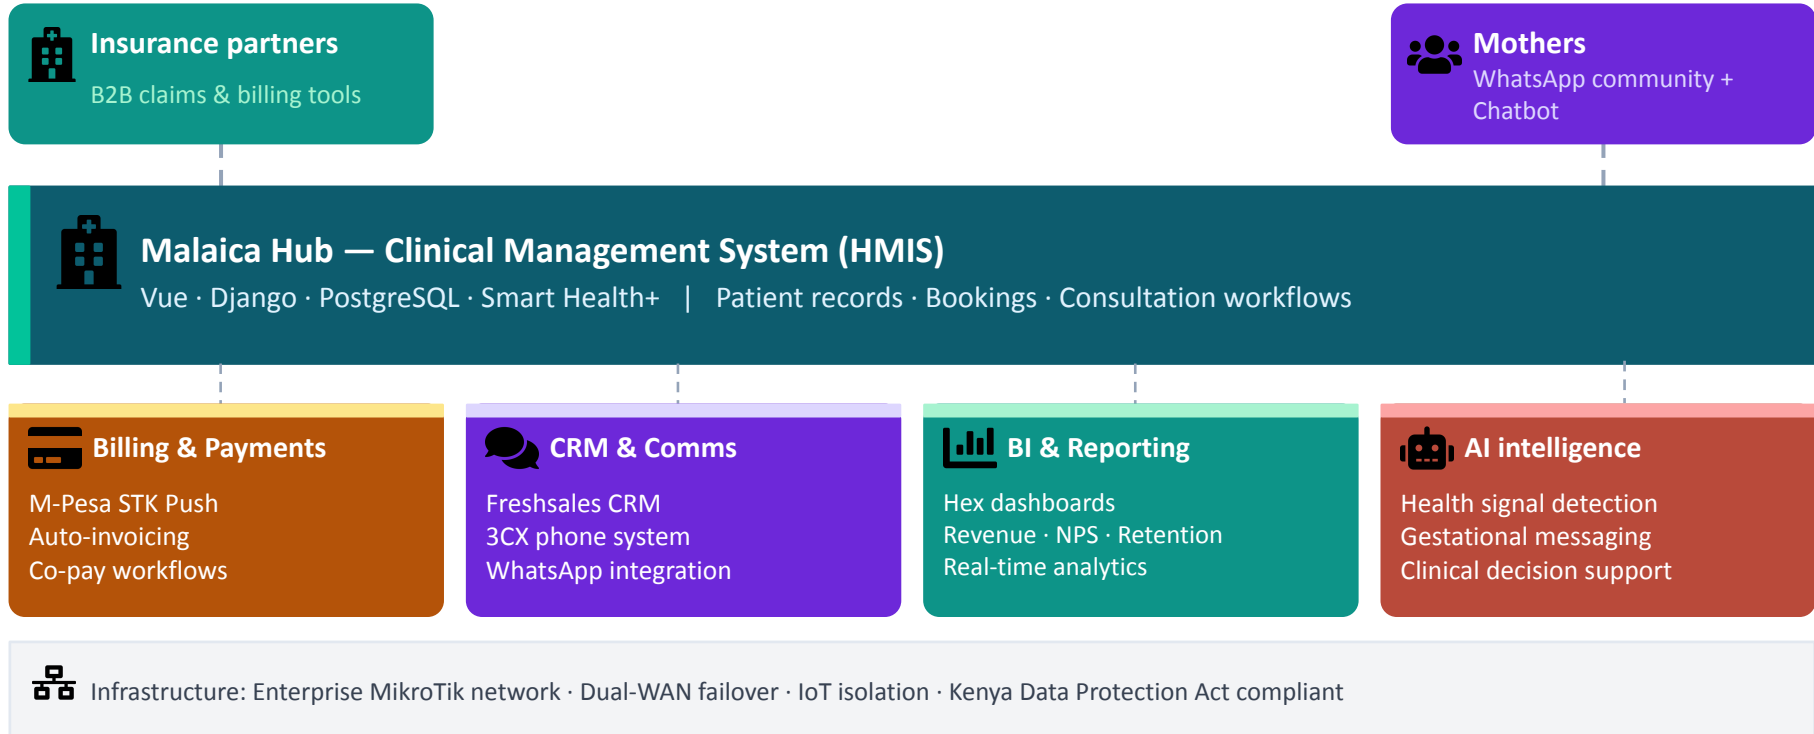 Insurance partners
B2B claims & billing tools
Mothers
WhatsApp community +
Chatbot
Malaica Hub — Clinical Management System (HMIS)
Vue · Django · PostgreSQL · Smart Health+ | Patient records · Bookings · Consultation workflows
Billing & Payments
M-Pesa STK Push
Auto-invoicing
Co-pay workflows
CRM & Comms
Freshsales CRM
3CX phone system
WhatsApp integration
BI & Reporting
Hex dashboards
Revenue · NPS · Retention
Real-time analytics
AI intelligence
Health signal detection
Gestational messaging
Clinical decision support
Infrastructure: Enterprise MikroTik network · Dual-WAN failover · IoT isolation · Kenya Data Protection Act compliant